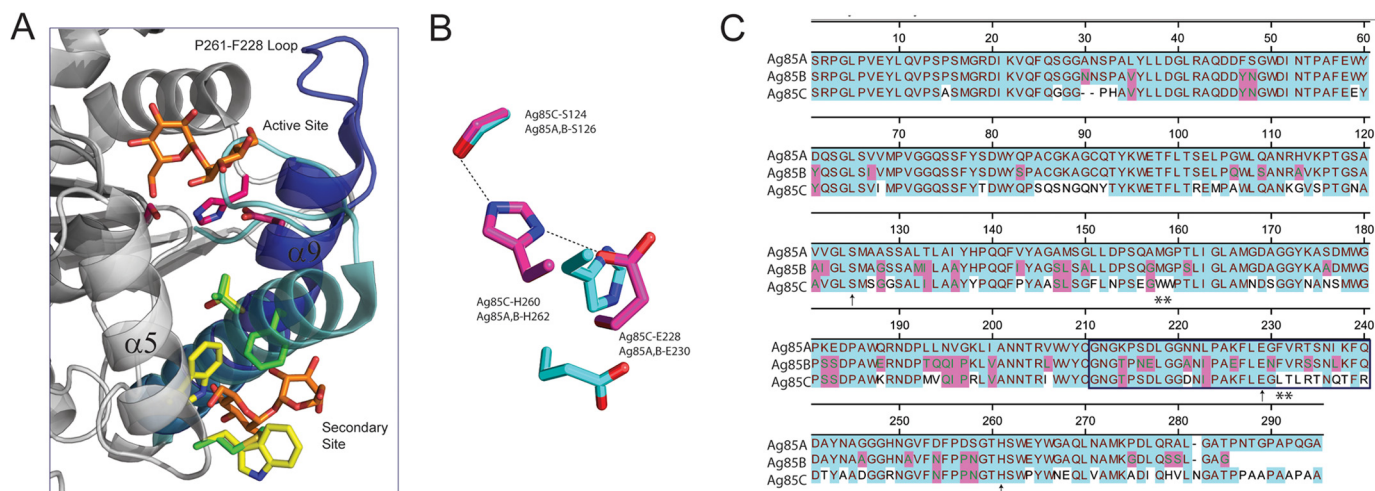 A
P261-F228 Loop
Active Site
α9
α5
Secondary
Site
B
Ag85C-S124
Ag85A,B-S126
Ag85C-H260
Ag85A,B-H262
Ag85C-E228
Ag85A,B-E230
C
10 20 30 40 50 60
Ag85A SRPGLPVEYLQVPSPSMGRDIKVQFQSGGANSPALYLLDGLRAQDDFSGWDINTPAFEWY
Ag85B SRPGLPVEYLQVPSPSMGRDIKVQFQSGGNNSPAVYLLDGLRAQDDYNGWDINTPAFEWY
Ag85C SRPGLPVEYLQVPSASMGRDIKVQFQGGG--PHAVYLLDGLRAQDDYNGWDINTPAFEEY
70 80 90 100 110 120
Ag85A DQSGLSVVMPVGGQSSFYSDWYQPACGKAGCQTYKWETFLTSELPGWLQANRHVKPTGSA
Ag85B YQSGLSIVMPVGGQSSFYSDWYSPACGKAGCQTYKWETFLTSELPQWLSANRAVKPTGSA
Ag85C YQSGLSVIMPVGGQSSFYTDWYQPSQSNGQNYTYKWETFLTREMPAWLQANKGVSPTGNA
130 140 150 160 170 180
Ag85A VVGLSMAASSALTLAIYHPQQFVYAGAMSGLLDPSQAMGPTLIGLAMGDAGGYKASDMWG
Ag85B AIGLSMAGSSAMILAAYHPQQFIYAGSLSALLDPSQGMGPSLIGLAMGDAGGYKAADMWG
Ag85C AVGLSMSGGSALILAAYHPQQFPYAASLSGFLNPSEGWWPTLIGLAMNDSGGYNANSMWG
**
190 200 210 220 230 240
Ag85A PKEDPAWQRNDPLLNVGKLIANNTRVWVYCGNGKPSDLGGNNLPAKFLEGFVRTSNIKFQ
Ag85B PSSDPAWERNDPTQQIPKLVANNTRLWVYCGNGTPNELGGANIPAEFLENFVRSSNLKFQ
Ag85C PSSDPAWKRNDPMVQIPRLVANNTRIWVYCGNGTPSDLGGDNIPAKFLEGLTLRTNQTFR
**
250 260 270 280 290
Ag85A DAYNAGGGHNGVFDFPDSGTHSWEYWGAQLNAMKPDLQRAL-GATPNTGPAPQGA
Ag85B DAYNAAGGHNAVFNFPPNGTHSWEYWGAQLNAMKGDLQSSL-GAG
Ag85C DTYAADGGRNGVFNFPPNGTHSWPYWNEQLVAMKADIQHVLNGATPPAAPAAPAA